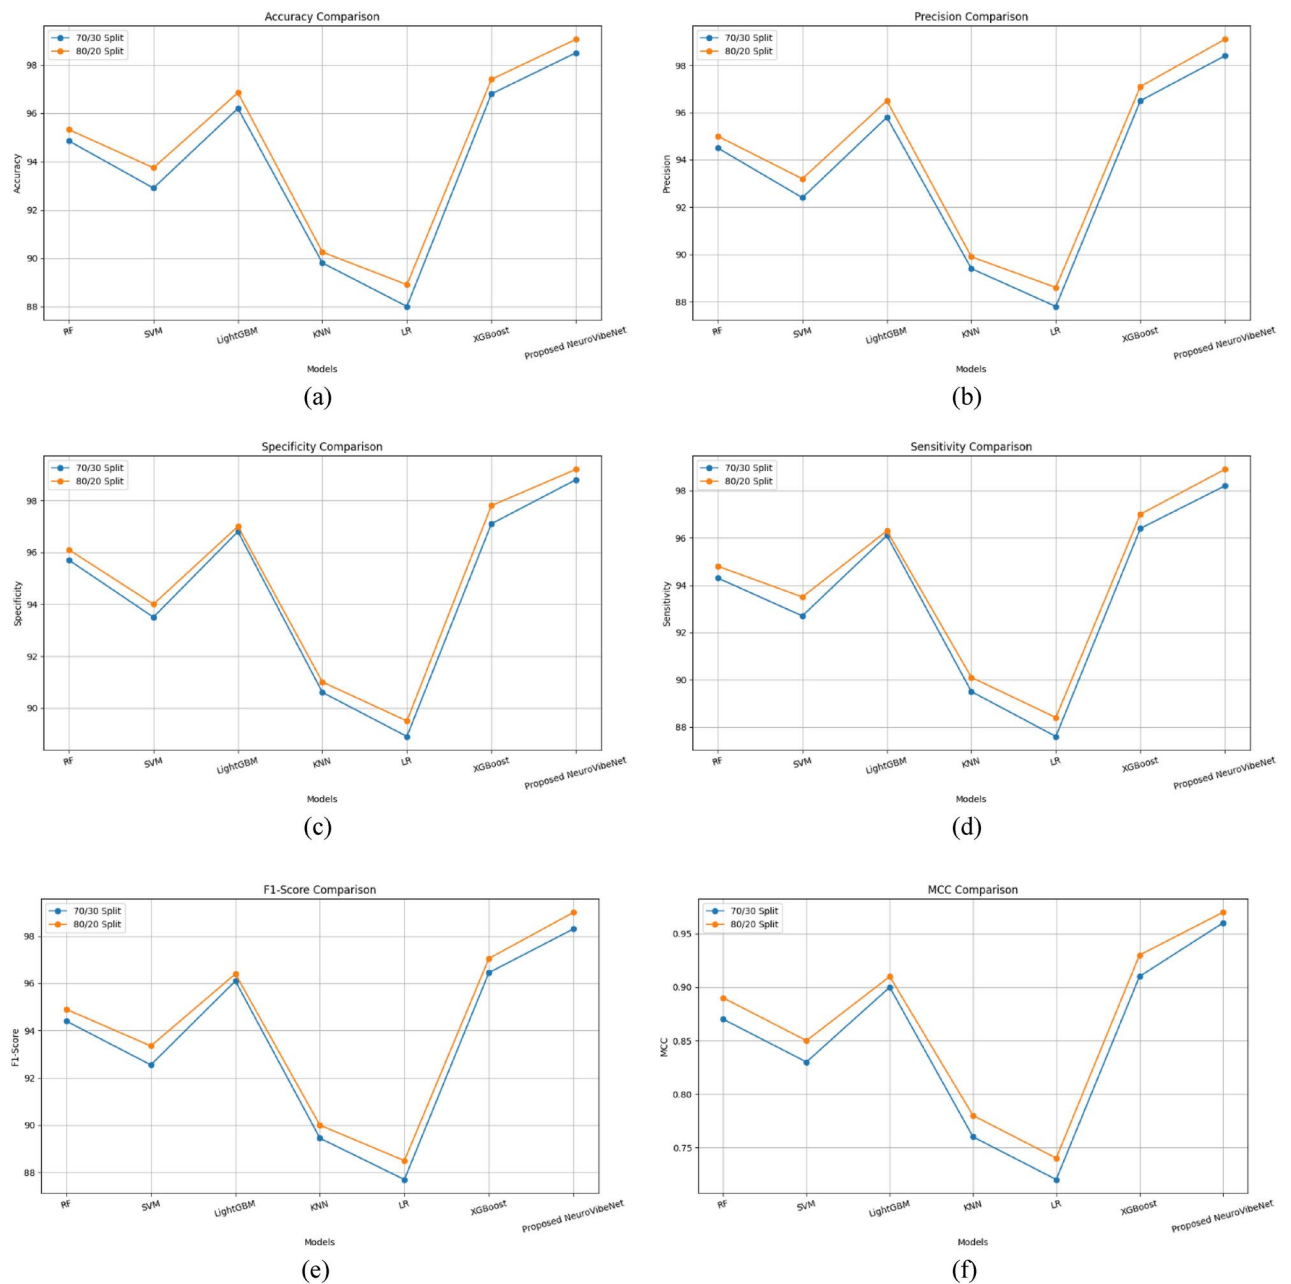 Accuracy Comparison
70/30 Split
80/20 Split
98
96
94
92
90
88
Accuracy
RF
SVM
LightGBM
KNN
LR
XGBoost
Proposed NeuroVibeNet
Models
(a)
Precision Comparison
70/30 Split
80/20 Split
98
96
94
92
90
88
Precision
RF
SVM
LightGBM
KNN
LR
XGBoost
Proposed NeuroVibeNet
Models
(b)
Specificity Comparison
70/30 Split
80/20 Split
98
96
94
92
90
Specificity
RF
SVM
LightGBM
KNN
LR
XGBoost
Proposed NeuroVibeNet
Models
(c)
Sensitivity Comparison
70/30 Split
80/20 Split
98
96
94
92
90
88
Sensitivity
RF
SVM
LightGBM
KNN
LR
XGBoost
Proposed NeuroVibeNet
Models
(d)
F1-Score Comparison
70/30 Split
80/20 Split
98
96
94
92
90
88
F1-Score
RF
SVM
LightGBM
KNN
LR
XGBoost
Proposed NeuroVibeNet
Models
(e)
MCC Comparison
70/30 Split
80/20 Split
0.95
0.90
0.85
0.80
0.75
MCC
RF
SVM
LightGBM
KNN
LR
XGBoost
Proposed NeuroVibeNet
Models
(f)